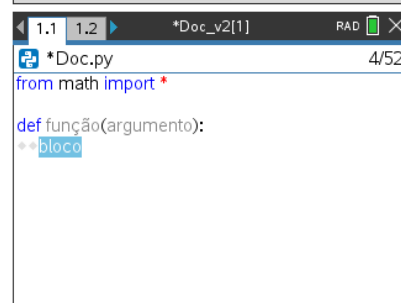 1.1 1.2 *Doc_v2[1] RAD
*Doc.py 4/52
from math import *
def função(argumento):
bloco